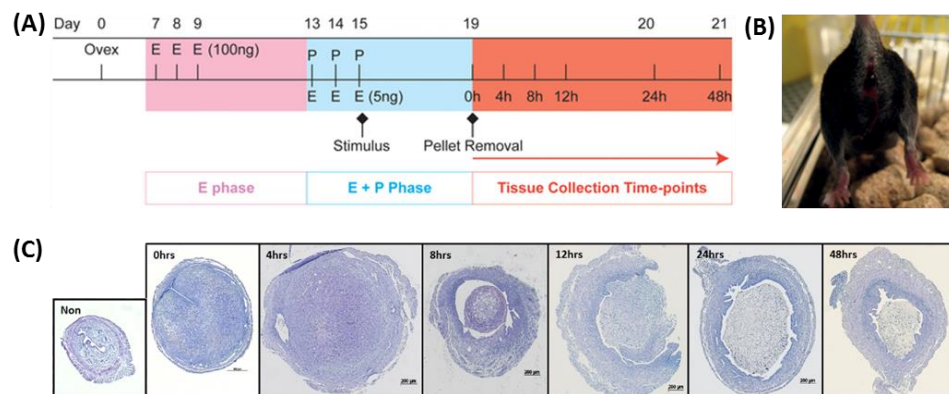 (A)
Day 0 7 8 9 13 14 15 19 20 21
Ovex E E E (100ng) P P P
E E E (5ng) 0h 4h 8h 12h 24h 48h
Stimulus Pellet Removal
E phase E + P Phase Tissue Collection Time-points
(B)
(C)
Non 0hrs 4hrs 8hrs 12hrs 24hrs 48hrs
200 µm 200 µm 200 µm 200 µm 200 µm